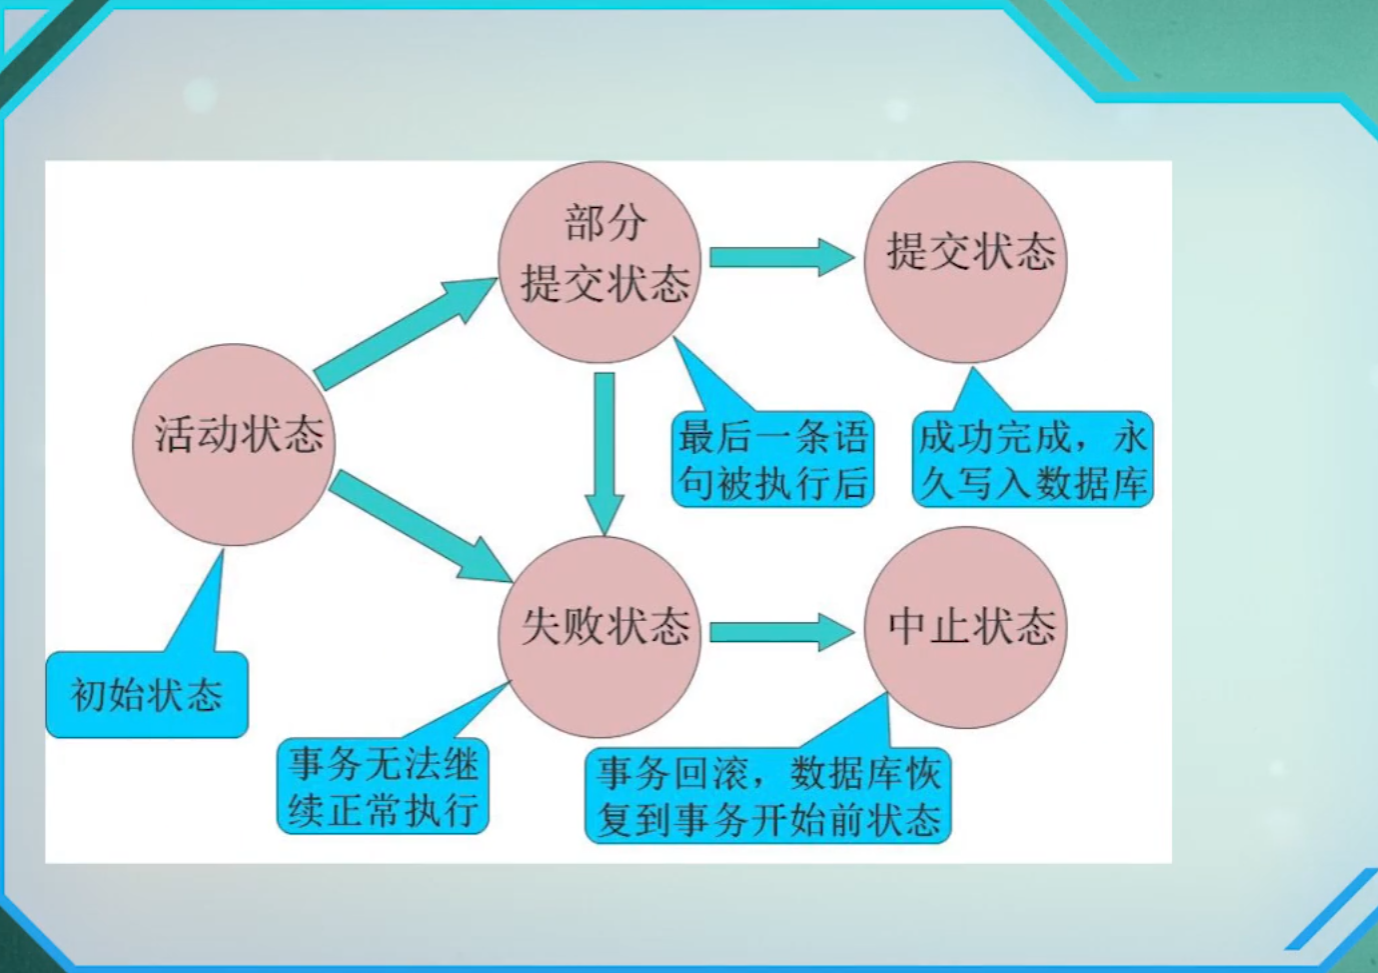 部分
提交状态
提交状态
活动状态
最后一条语
句被执行后
成功完成，永
久写入数据库
失败状态
中止状态
初始状态
事务无法继
续正常执行
事务回滚，数据库恢
复到事务开始前状态